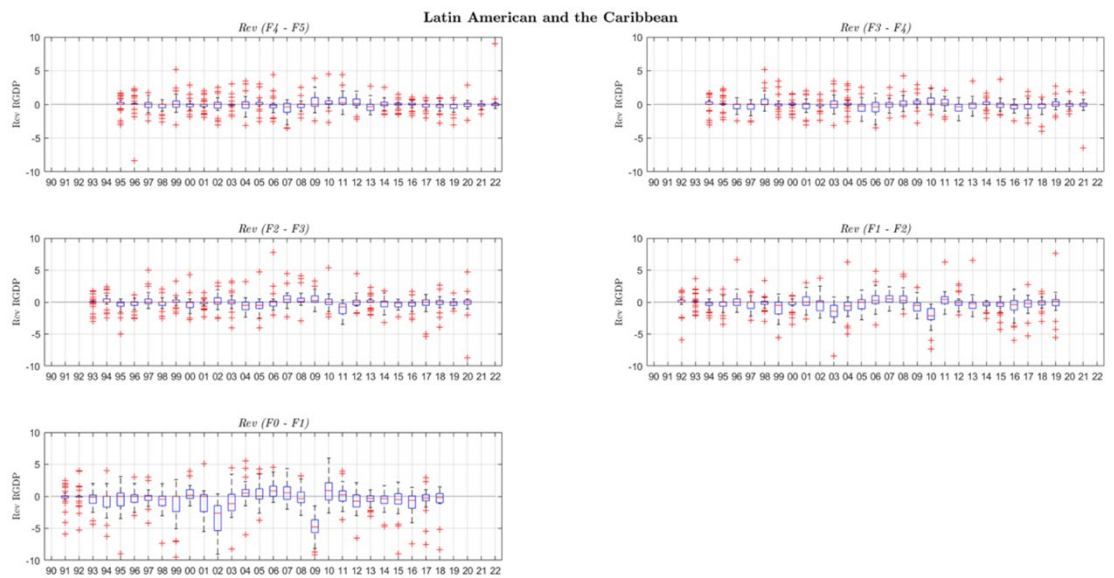 Latin American and the Caribbean
Rev (F4 - F5)
10
5
0
-5
-10
Rev RGDP
90 91 92 93 94 95 96 97 98 99 00 01 02 03 04 05 06 07 08 09 10 11 12 13 14 15 16 17 18 19 20 21 22
Rev (F3 - F4)
10
5
0
-5
-10
Rev RGDP
90 91 92 93 94 95 96 97 98 99 00 01 02 03 04 05 06 07 08 09 10 11 12 13 14 15 16 17 18 19 20 21 22
Rev (F2 - F3)
10
5
0
-5
-10
Rev RGDP
90 91 92 93 94 95 96 97 98 99 00 01 02 03 04 05 06 07 08 09 10 11 12 13 14 15 16 17 18 19 20 21 22
Rev (F1 - F2)
10
5
0
-5
-10
Rev RGDP
90 91 92 93 94 95 96 97 98 99 00 01 02 03 04 05 06 07 08 09 10 11 12 13 14 15 16 17 18 19 20 21 22
Rev (F0 - F1)
10
5
0
-5
-10
Rev RGDP
90 91 92 93 94 95 96 97 98 99 00 01 02 03 04 05 06 07 08 09 10 11 12 13 14 15 16 17 18 19 20 21 22